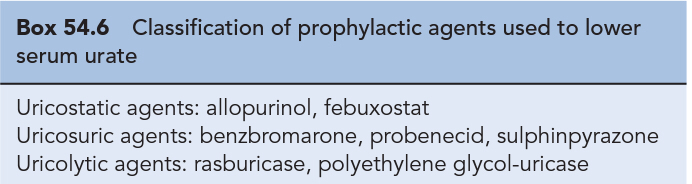 Box 54.6 Classification of prophylactic agents used to lower
serum urate
Uricostatic agents: allopurinol, febuxostat
Uricosuric agents: benzbromarone, probenecid, sulphinpyrazone
Uricolytic agents: rasburicase, polyethylene glycol-uricase